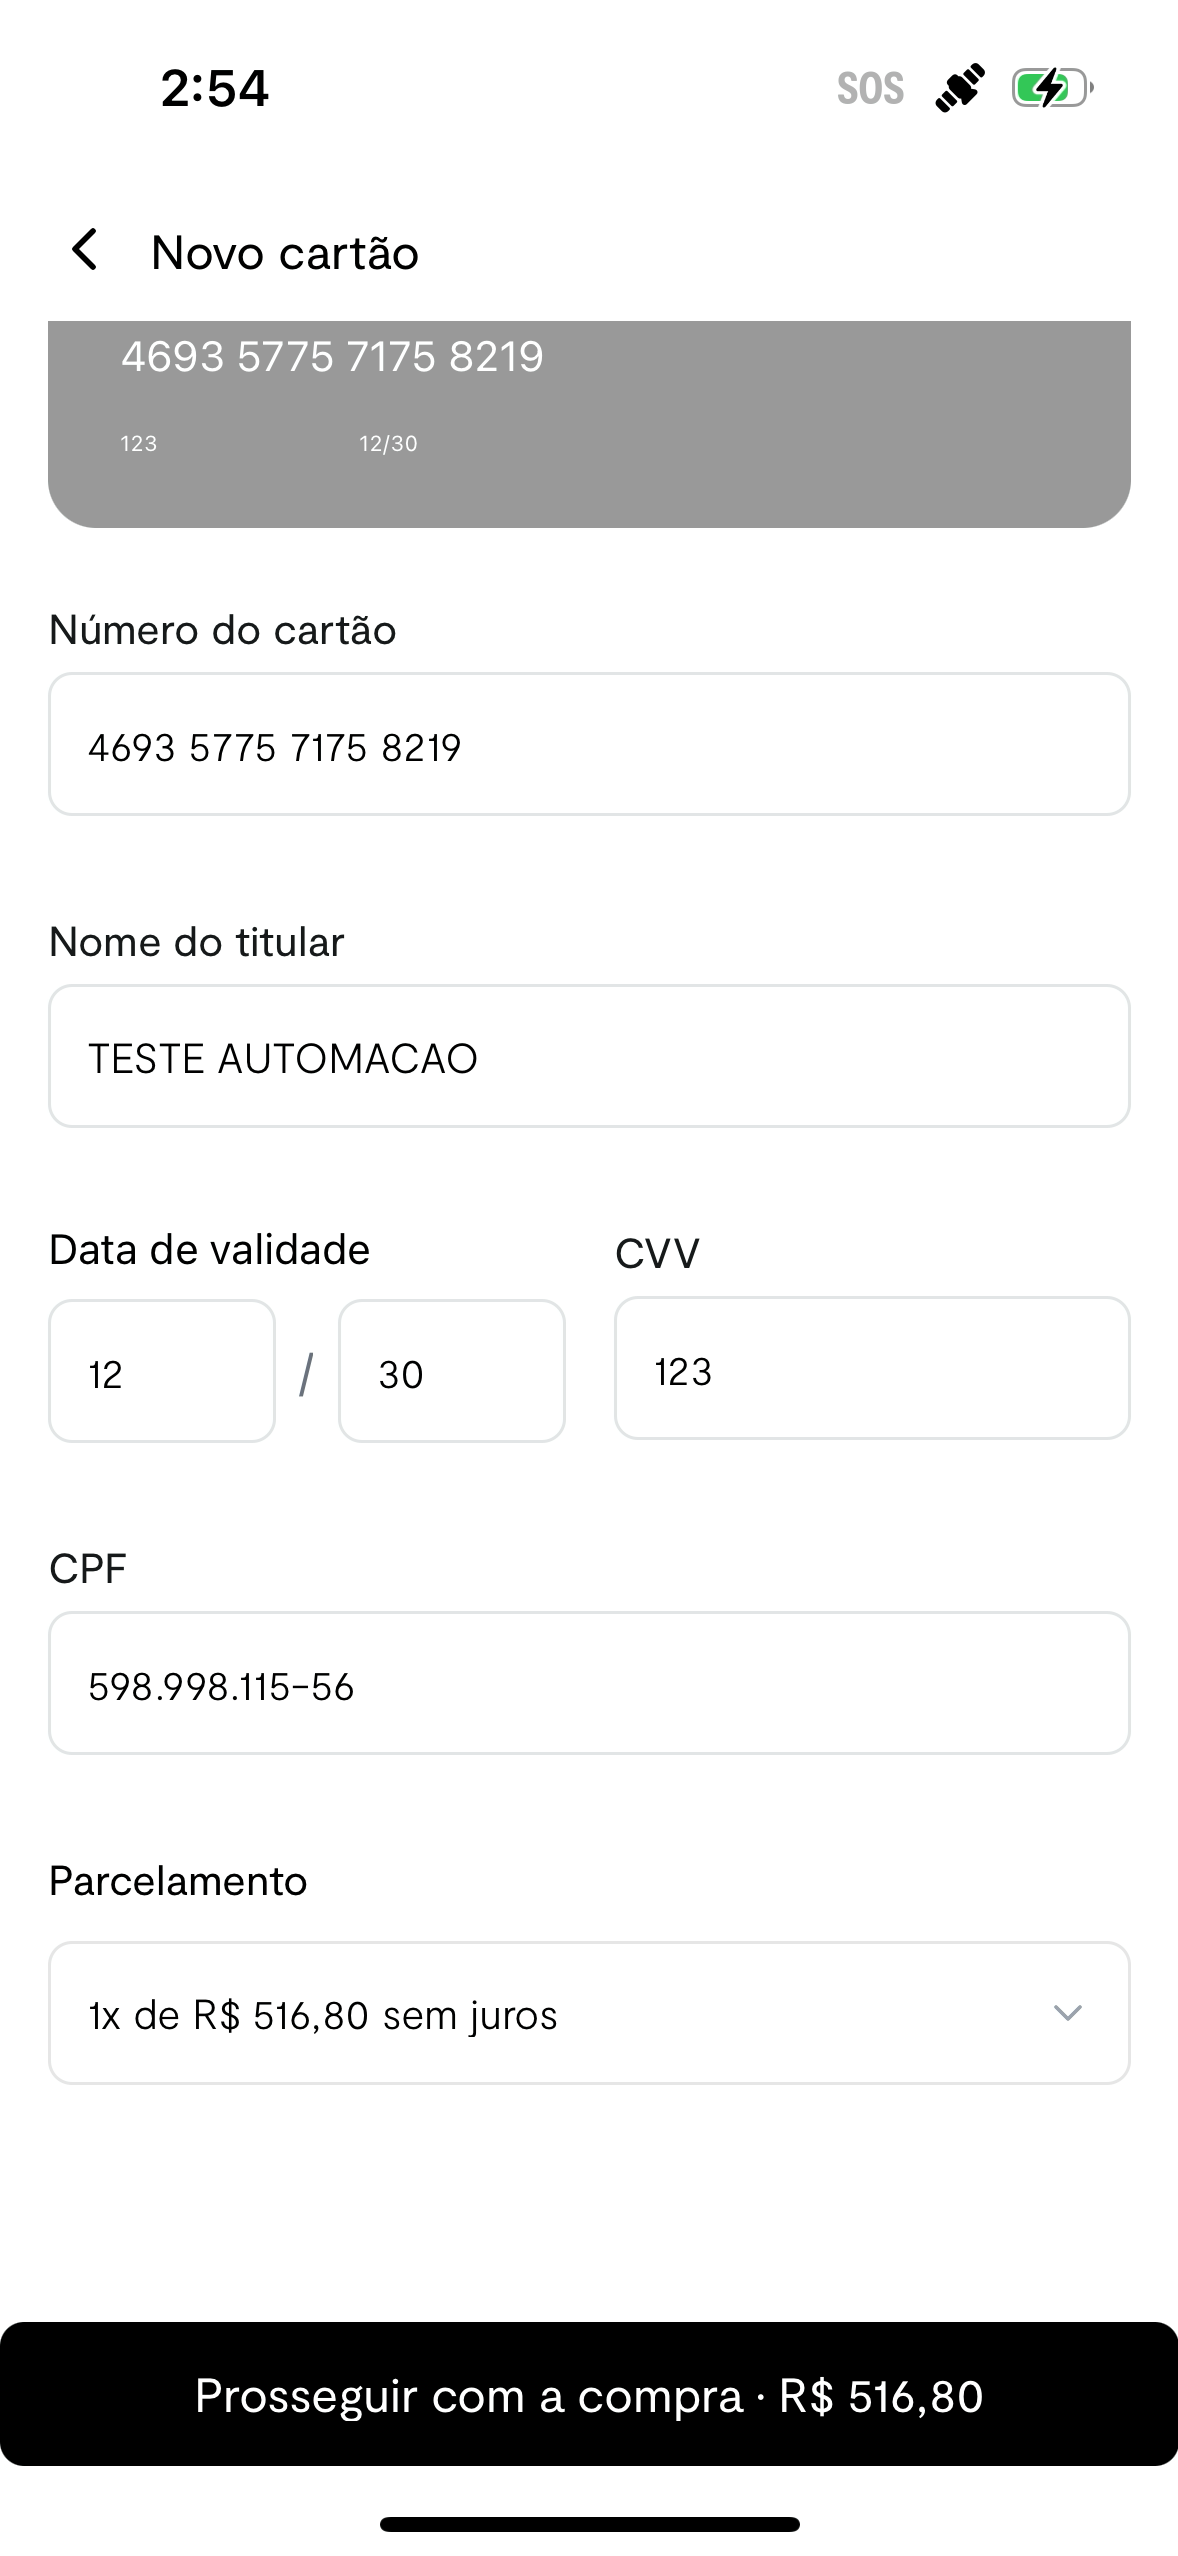 2:54
SOS
Novo cartão
4693 5775 7175 8219
123 12/30
Número do cartão
4693 5775 7175 8219
Nome do titular
TESTE AUTOMACAO
Data de validade
CVV
12 / 30
123
CPF
598.998.115-56
Parcelamento
1x de R$ 516,80 sem juros
Prosseguir com a compra · R$ 516,80